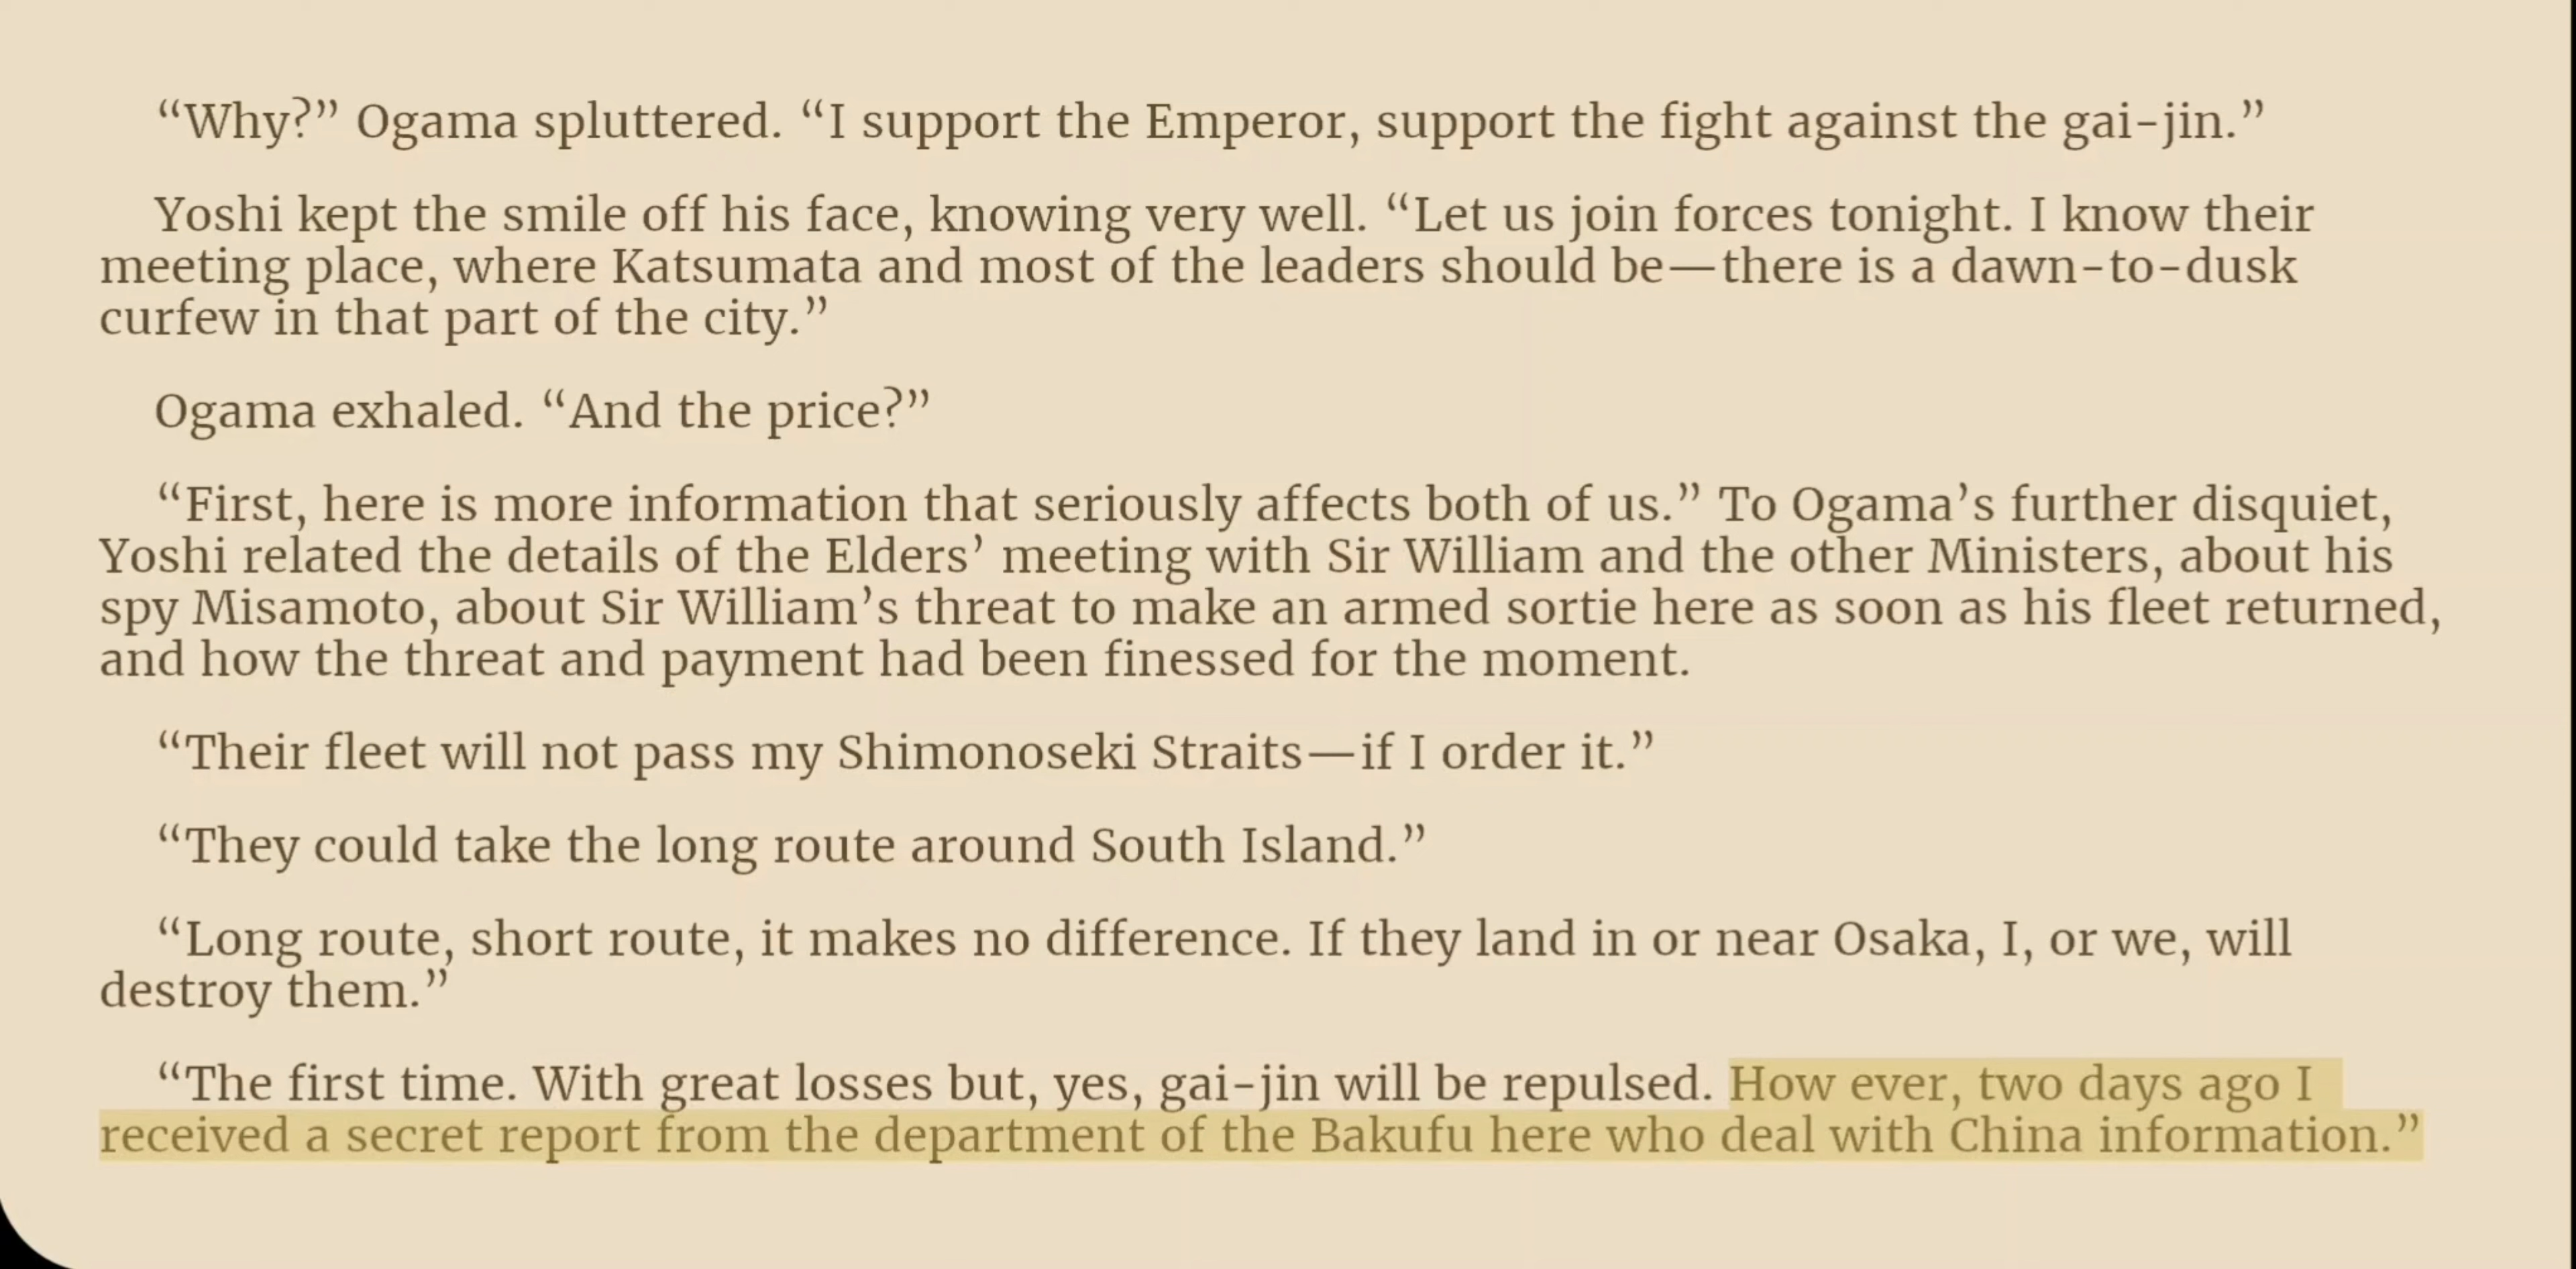 “Why?” Ogama spluttered. “I support the Emperor, support the fight against the gai-jin.”
Yoshi kept the smile off his face, knowing very well. “Let us join forces tonight. I know their
meeting place, where Katsumata and most of the leaders should be—there is a dawn-to-dusk
curfew in that part of the city.”
Ogama exhaled. “And the price?”
“First, here is more information that seriously affects both of us.” To Ogama’s further disquiet,
Yoshi related the details of the Elders’ meeting with Sir William and the other Ministers, about his
spy Misamoto, about Sir William’s threat to make an armed sortie here as soon as his fleet returned,
and how the threat and payment had been finessed for the moment.
“Their fleet will not pass my Shimonoseki Straits—if I order it.”
“They could take the long route around South Island.”
“Long route, short route, it makes no difference. If they land in or near Osaka, I, or we, will
destroy them.”
“The first time. With great losses but, yes, gai-jin will be repulsed. How ever, two days ago I
received a secret report from the department of the Bakufu here who deal with China information.”